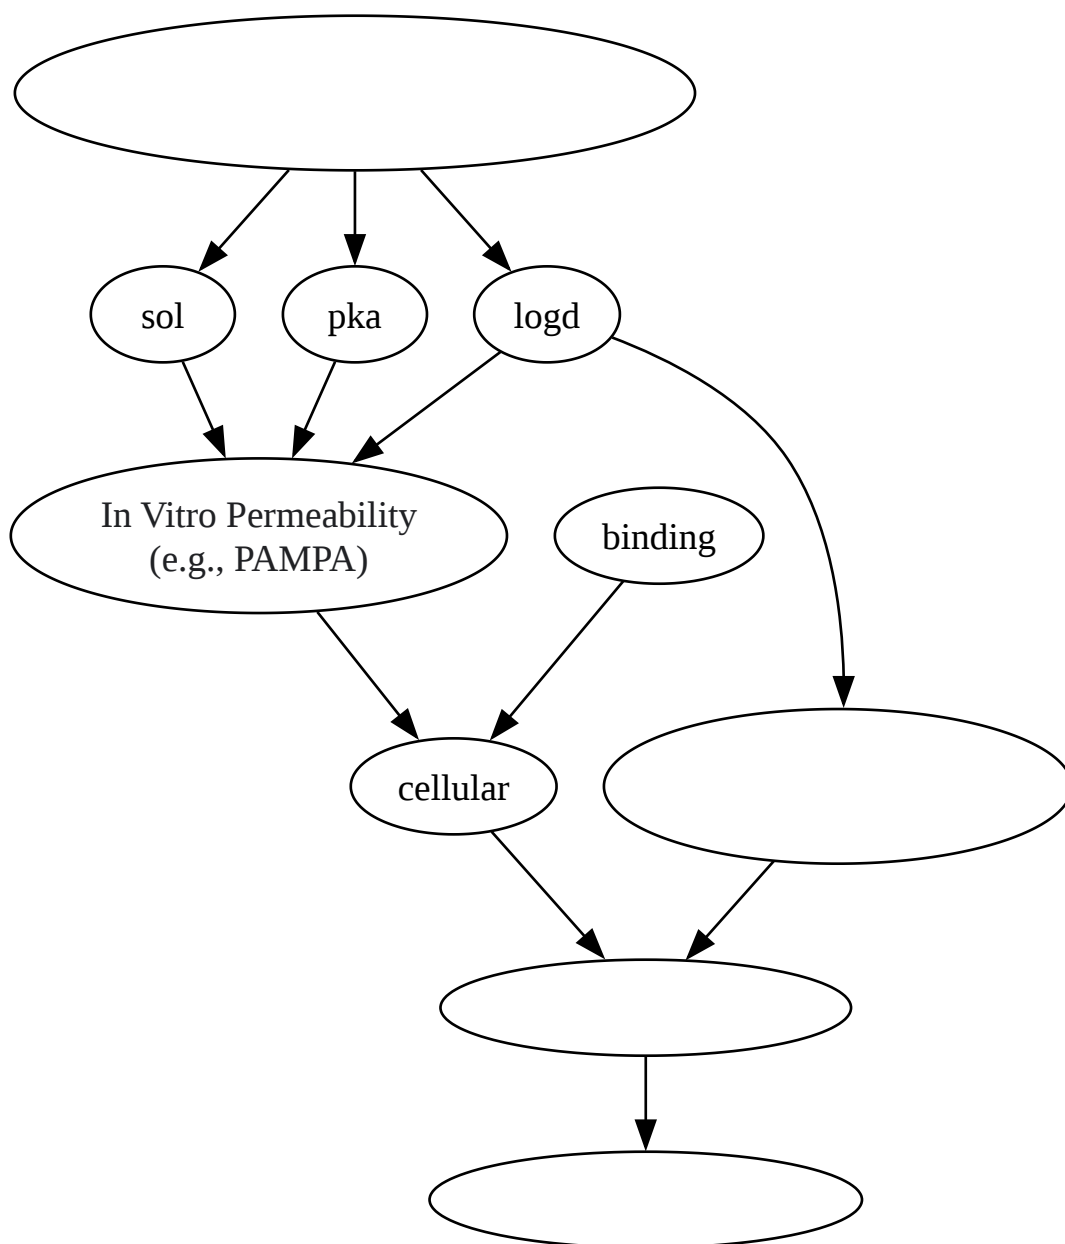 sol
pka
logd
In Vitro Permeability
(e.g., PAMPA)
binding
cellular